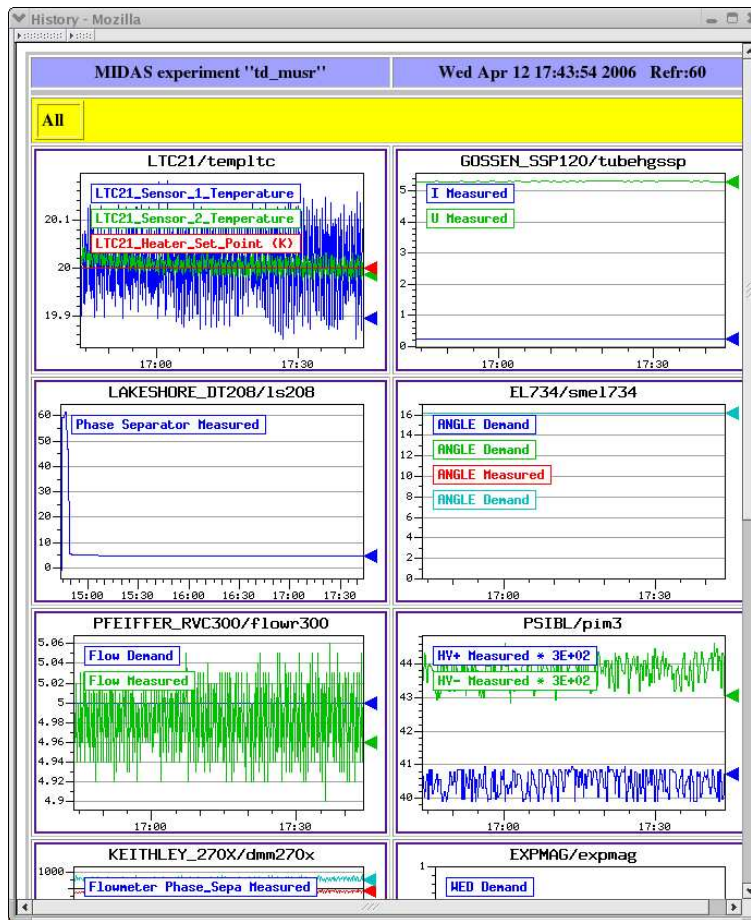 History - Mozilla
MIDAS experiment "td_musr"
Wed Apr 12 17:43:54 2006 Refr:60
All
LTC21/templtc
LTC21_Sensor_1_Temperature
LTC21_Sensor_2_Temperature
LTC21_Heater_Set_Point (K)
20.1
20
19.9
17:00 17:30
GOSSEN_SSP120/tubehgssp
I Measured
U Measured
5
4
3
2
1
0
17:00 17:30
LAKESHORE_DT208/ls208
Phase Separator Measured
60
50
40
30
20
10
0
15:00 15:30 16:00 16:30 17:00 17:30
EL734/smel734
ANGLE Demand
ANGLE Demand
ANGLE Measured
ANGLE Demand
16
14
12
10
8
6
4
2
0
17:00 17:30
PFEIFFER_RVC300/flowr300
Flow Demand
Flow Measured
5.06
5.04
5.02
5
4.98
4.96
4.94
4.92
4.9
17:00 17:30
PSIBL/pim3
HV+ Measured * 3E+02
HV- Measured * 3E+02
44
43
42
41
40
17:00 17:30
KEITHLEY_270X/dmm270x
1000
Flowmeter Phase_Sepa Measured
EXPMAG/expmag
1
WED Demand